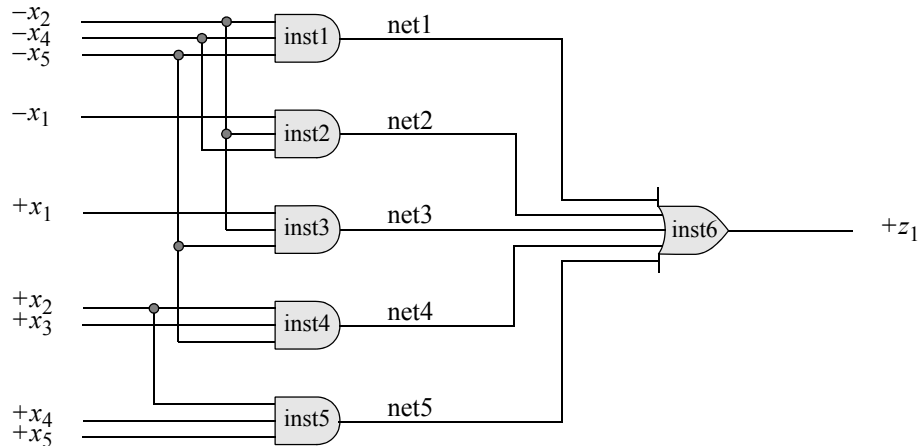 −x₂
−x₄
−x₅
inst1
net1
−x₁
inst2
net2
+x₁
inst3
net3
inst6
+z₁
+x₂
+x₃
inst4
net4
+x₄
+x₅
inst5
net5